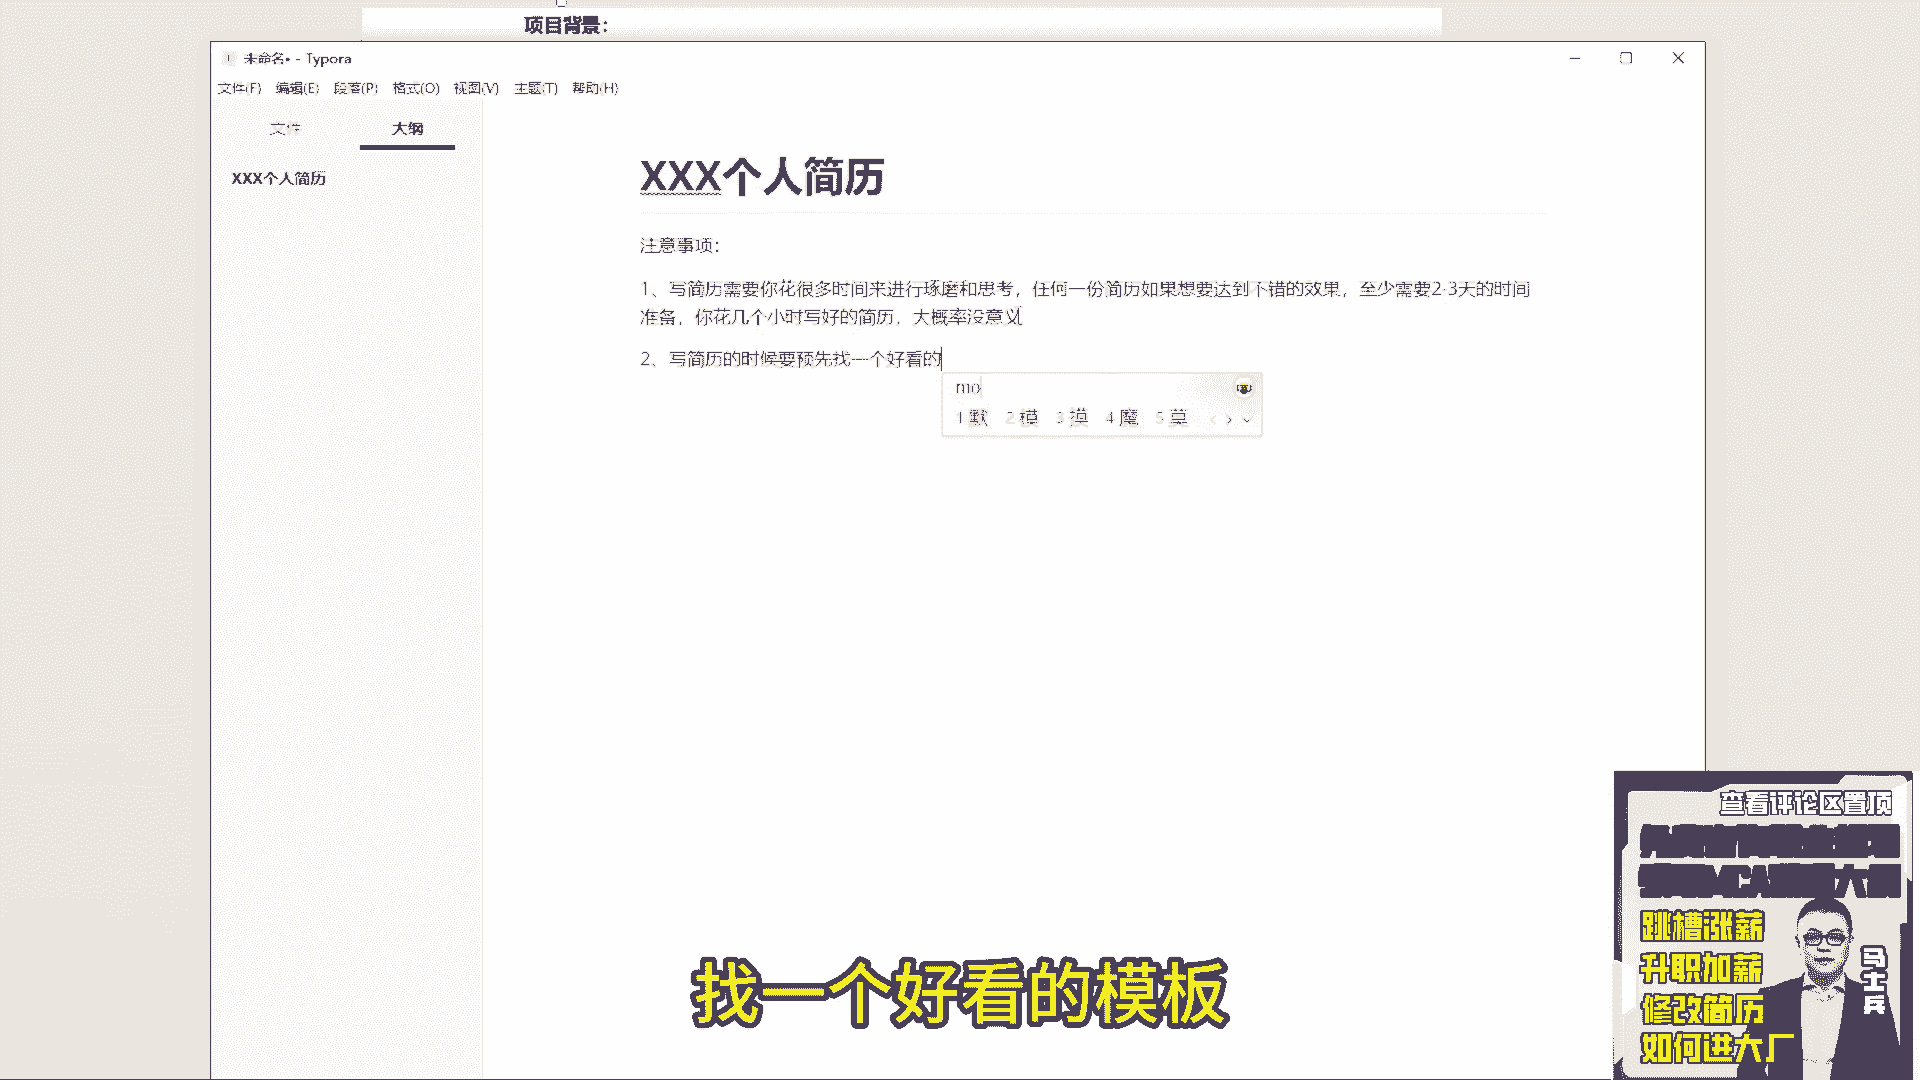 项目背景：
未命名• - Typora
文件(F) 编辑(E) 段落(P) 格式(O) 视图(V) 主题(T) 帮助(H)
文件 大纲
XXX个人简历
XXX个人简历
注意事项：
1、写简历需要你花很多时间来进行琢磨和思考，任何一份简历如果想要达到不错的效果，至少需要2-3天的时间
准备，你花几个小时写好的简历，大概率没意义
2、写简历的时候要预先找一个好看的
mo
1 默 2 模 3 摸 4 魔 5 莫
找一个好看的模板
查看评论区置顶
跳槽涨薪
升职加薪
修改简历
如何进大厂
马士兵